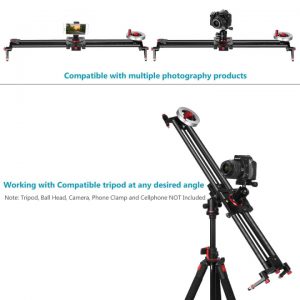 Compatible with multiple photography products
Working with Compatible tripod at any desired angle
Note: Tripod, Ball Head, Camera, Phone Clamp and Cellphone NOT Included